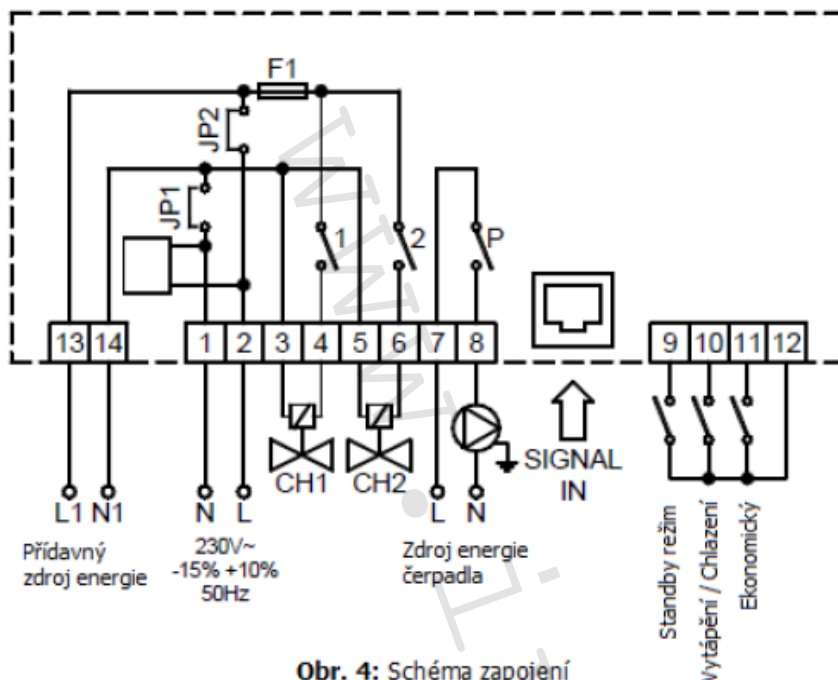 F1
JP2
JP1
1
2
P
13 14 1 2 3 4 5 6 7 8 9 10 11 12
CH1
CH2
SIGNAL
IN
L1 N1
N L
L N
Přídavný
zdroj energie
230V~
-15% +10%
50Hz
Zdroj energie
čerpadla
Standby režim
Vytápění / Chlazení
Ekonomický
www.i
Obr. 4: Schéma zapojení